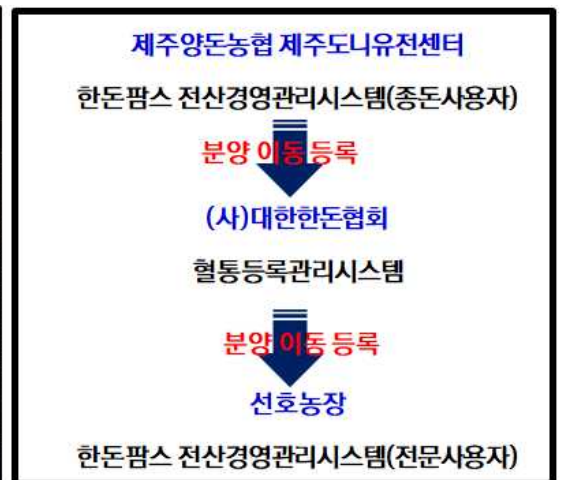 제주양돈농협 제주도니유전센터
한돈팜스 전산경영관리시스템(종돈사용자)
분양 이동 등록
(사)대한한돈협회
혈통등록관리시스템
분양 이동 등록
선호농장
한돈팜스 전산경영관리시스템(전문사용자)